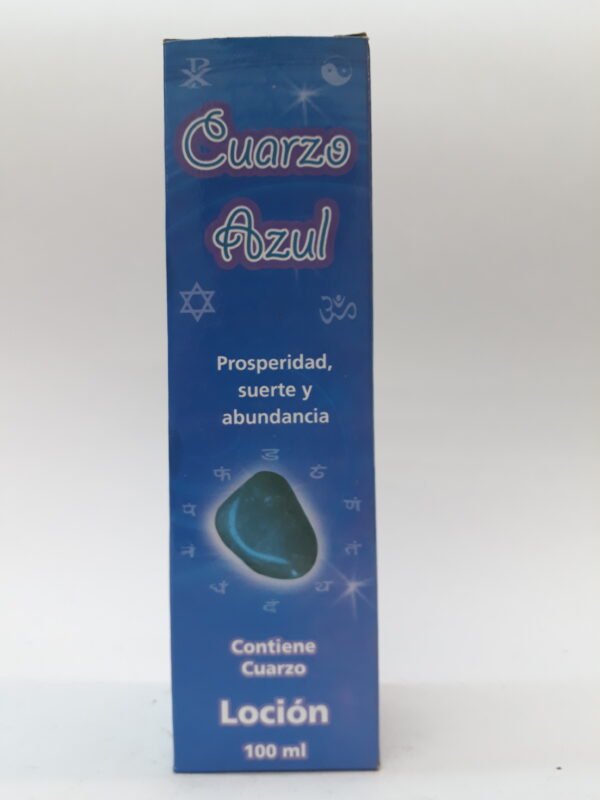 Cuarzo
Azul
ॐ
Prosperidad,
suerte y
abundancia
Contiene
Cuarzo
Loción
100 ml